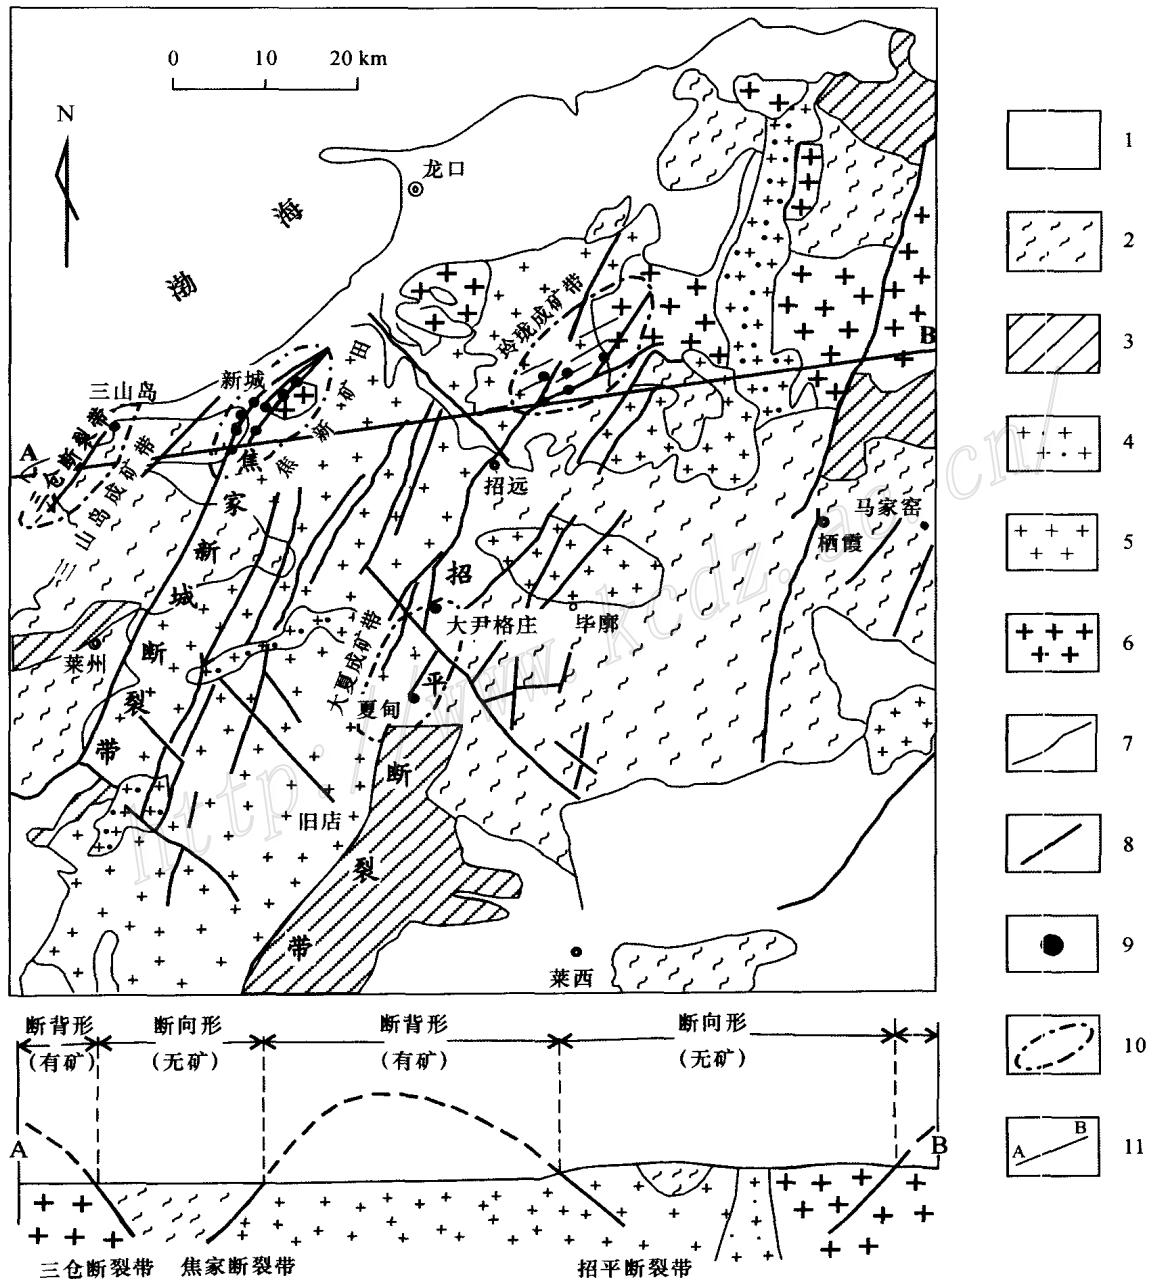 0 10 20 km
N
龙口
渤海
三山岛
新城
玲珑成矿带
焦新矿田
B
A
三仓断裂带
三山岛成矿带
焦家新城断裂带
招远
马家窑
栖霞
招平断裂带
大尹格庄
毕廓
莱州
大夏成矿带
夏甸
旧店
莱西
http://www.kcdz.ac.cn/
1
2
3
4
5
6
7
8
9
10
A B
11
断背形 断向形 断背形 断向形
(有矿) (无矿) (有矿) (无矿)
A B
三仓断裂带 焦家断裂带 招平断裂带